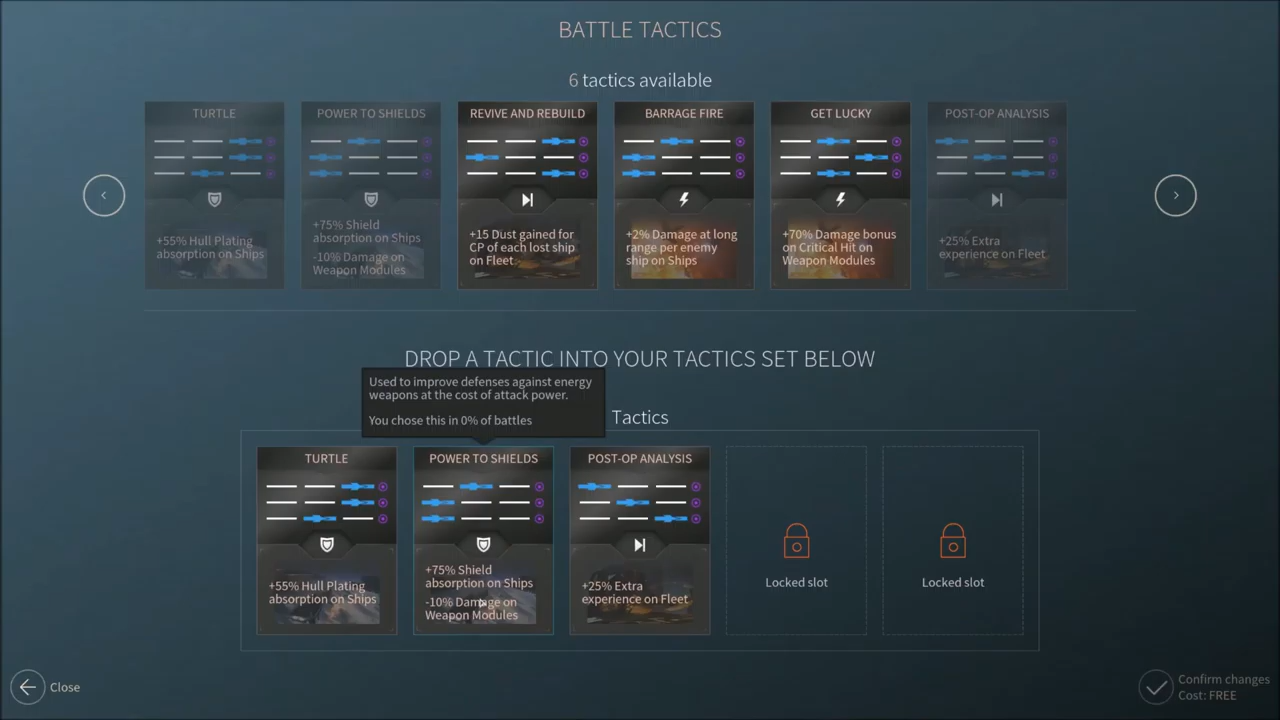 BATTLE TACTICS
6 tactics available
TURTLE
+55% Hull Plating
absorption on Ships
POWER TO SHIELDS
+75% Shield
absorption on Ships
-10% Damage on
Weapon Modules
REVIVE AND REBUILD
+15 Dust gained for
CP of each lost ship
on Fleet
BARRAGE FIRE
+2% Damage at long
range per enemy
ship on Ships
GET LUCKY
+70% Damage bonus
on Critical Hit on
Weapon Modules
POST-OP ANALYSIS
+25% Extra
experience on Fleet
DROP A TACTIC INTO YOUR TACTICS SET BELOW
Used to improve defenses against energy
weapons at the cost of attack power.
You chose this in 0% of battles
Tactics
TURTLE
+55% Hull Plating
absorption on Ships
POWER TO SHIELDS
+75% Shield
absorption on Ships
-10% Damage on
Weapon Modules
POST-OP ANALYSIS
+25% Extra
experience on Fleet
Locked slot
Locked slot
Close
Confirm changes
Cost: FREE